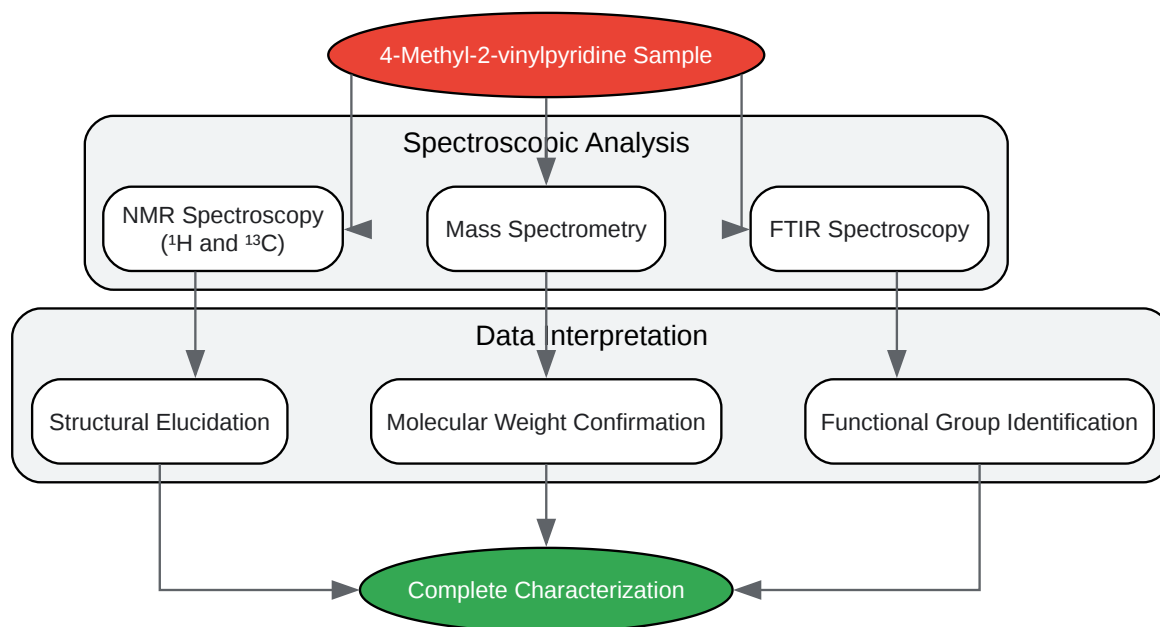 4-Methyl-2-vinylpyridine Sample
Spectroscopic Analysis
NMR Spectroscopy
(¹H and ¹³C)
Mass Spectrometry
FTIR Spectroscopy
Data Interpretation
Structural Elucidation
Molecular Weight Confirmation
Functional Group Identification
Complete Characterization